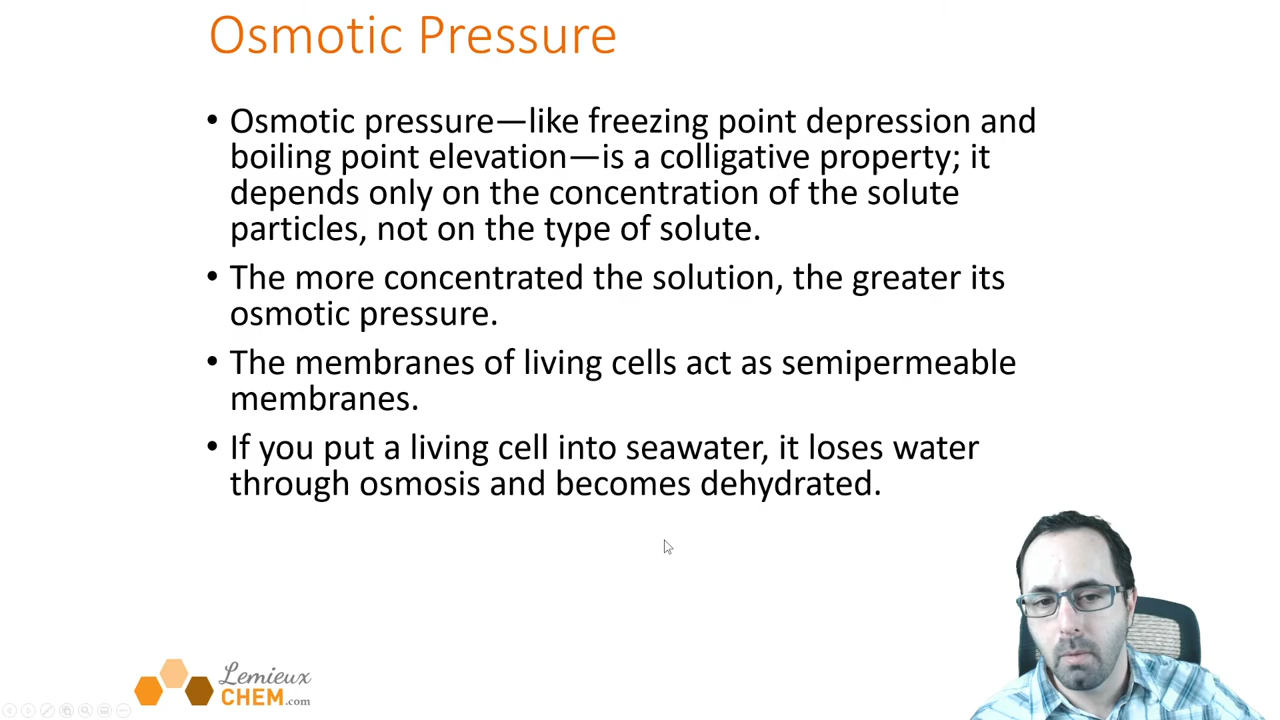 Osmotic Pressure
• Osmotic pressure—like freezing point depression and
boiling point elevation—is a colligative property; it
depends only on the concentration of the solute
particles, not on the type of solute.
• The more concentrated the solution, the greater its
osmotic pressure.
• The membranes of living cells act as semipermeable
membranes.
• If you put a living cell into seawater, it loses water
through osmosis and becomes dehydrated.
Lemieux
CHEM.com